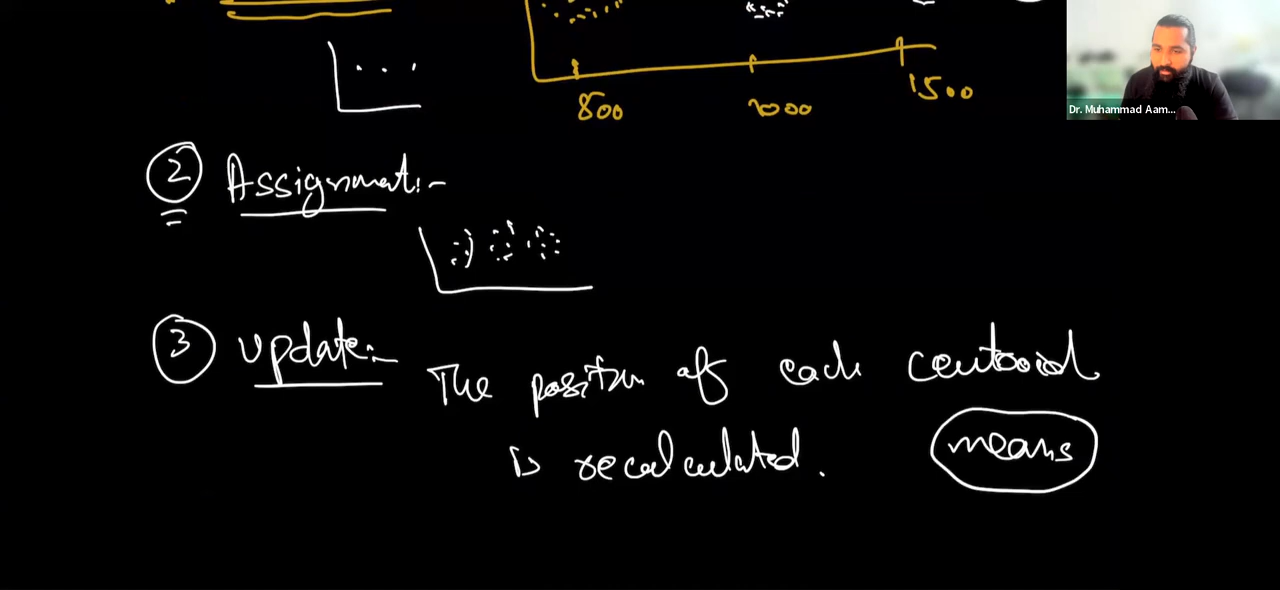 800
1000
1500
Dr. Muhammad Aam...
2 Assignment:-
3 Update:-
The position of each centroid
is recalculated.
means